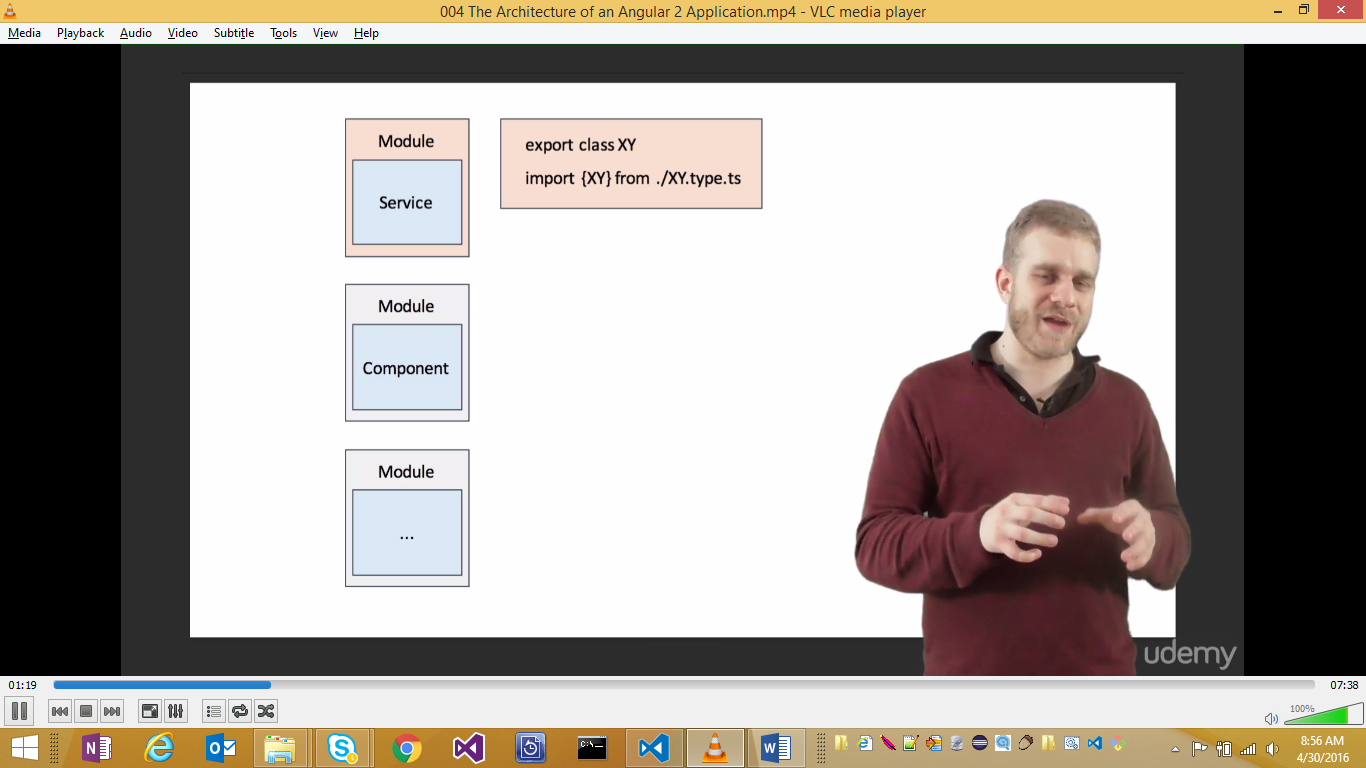 004 The Architecture of an Angular 2 Application.mp4 - VLC media player
Media Playback Audio Video Subtitle Tools View Help
Module
Service
export class XY
import {XY} from ./XY.type.ts
Module
Component
Module
...
udemy
01:19
07:38
100%
8:56 AM
4/30/2016